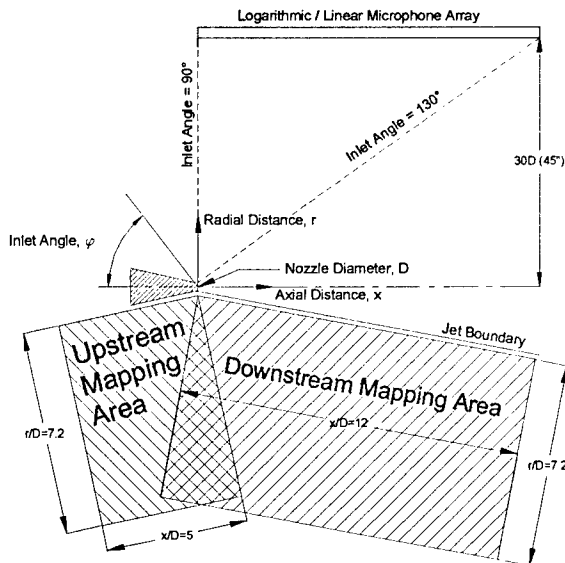 Logarithmic / Linear Microphone Array
Inlet Angle = 90°
Inlet Angle = 130°
30D (45")
Radial Distance, r
Inlet Angle, φ
Nozzle Diameter, D
Axial Distance, x
Jet Boundary
Upstream
Mapping
Area
Downstream Mapping Area
r/D=7.2
x/D=12
r/D=7.2
x/D=5